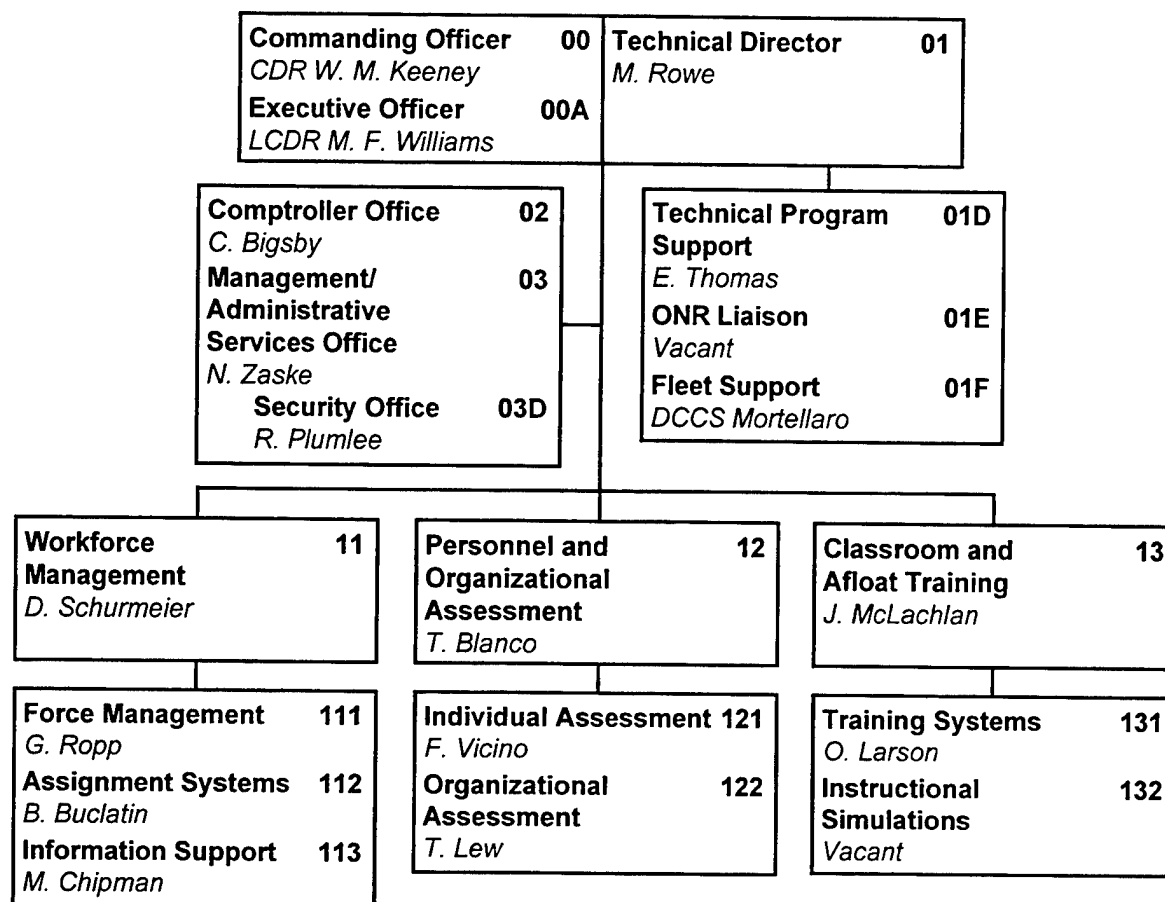 Commanding Officer 00
CDR W. M. Keeney
Executive Officer 00A
LCDR M. F. Williams
Technical Director 01
M. Rowe
Comptroller Office 02
C. Bigsby
Management/ 03
Administrative
Services Office
N. Zaske
Security Office 03D
R. Plumlee
Technical Program 01D
Support
E. Thomas
ONR Liaison 01E
Vacant
Fleet Support 01F
DCCS Mortellaro
Workforce 11
Management
D. Schurmeier
Personnel and 12
Organizational
Assessment
T. Blanco
Classroom and 13
Afloat Training
J. McLachlan
Force Management 111
G. Ropp
Assignment Systems 112
B. Buclatin
Information Support 113
M. Chipman
Individual Assessment 121
F. Vicino
Organizational 122
Assessment
T. Lew
Training Systems 131
O. Larson
Instructional 132
Simulations
Vacant